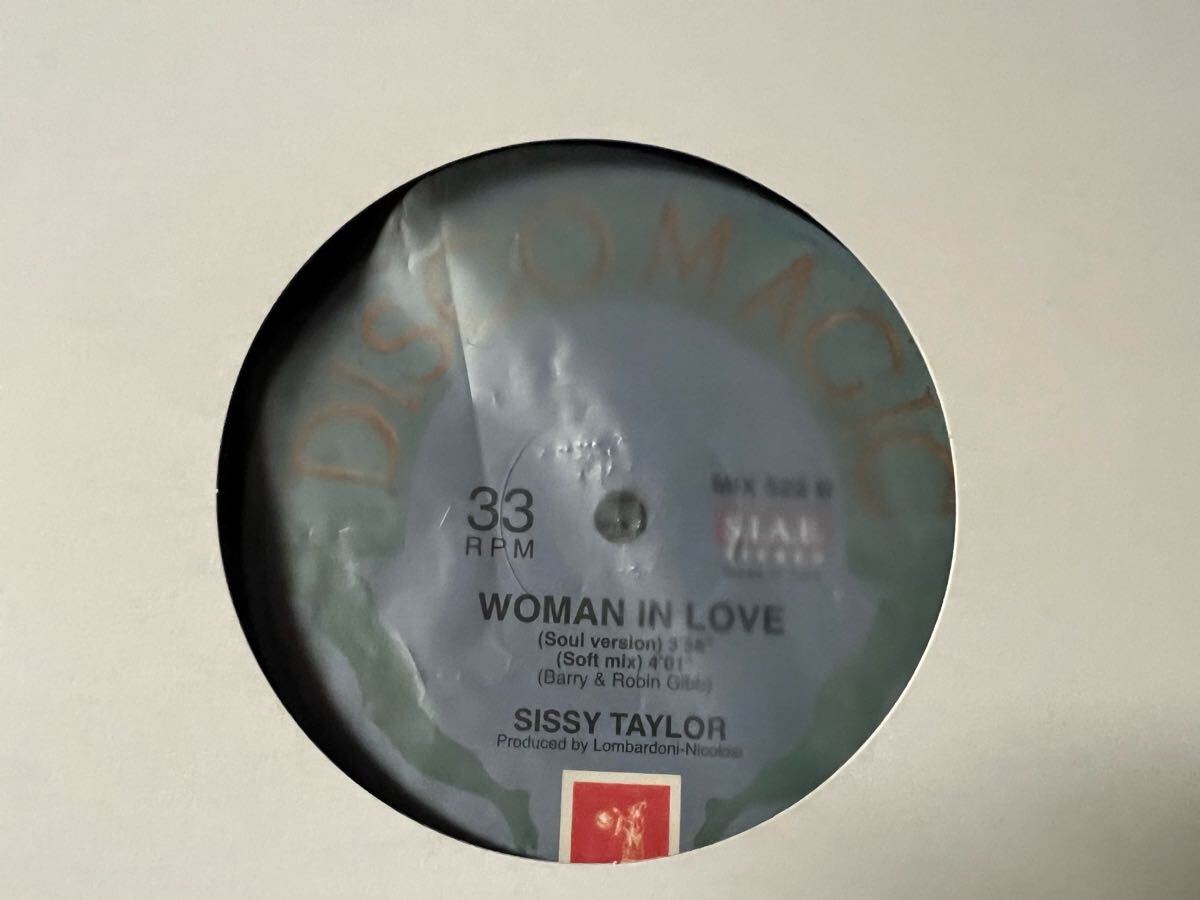 DISCOMAGIC
33
RPM
MIX 522 B
S.I.A.E.
WOMAN IN LOVE
(Soul version) 3'58"
(Soft mix) 4'01"
(Barry & Robin Gibb)
SISSY TAYLOR
Produced by Lombardoni-Nicolosi